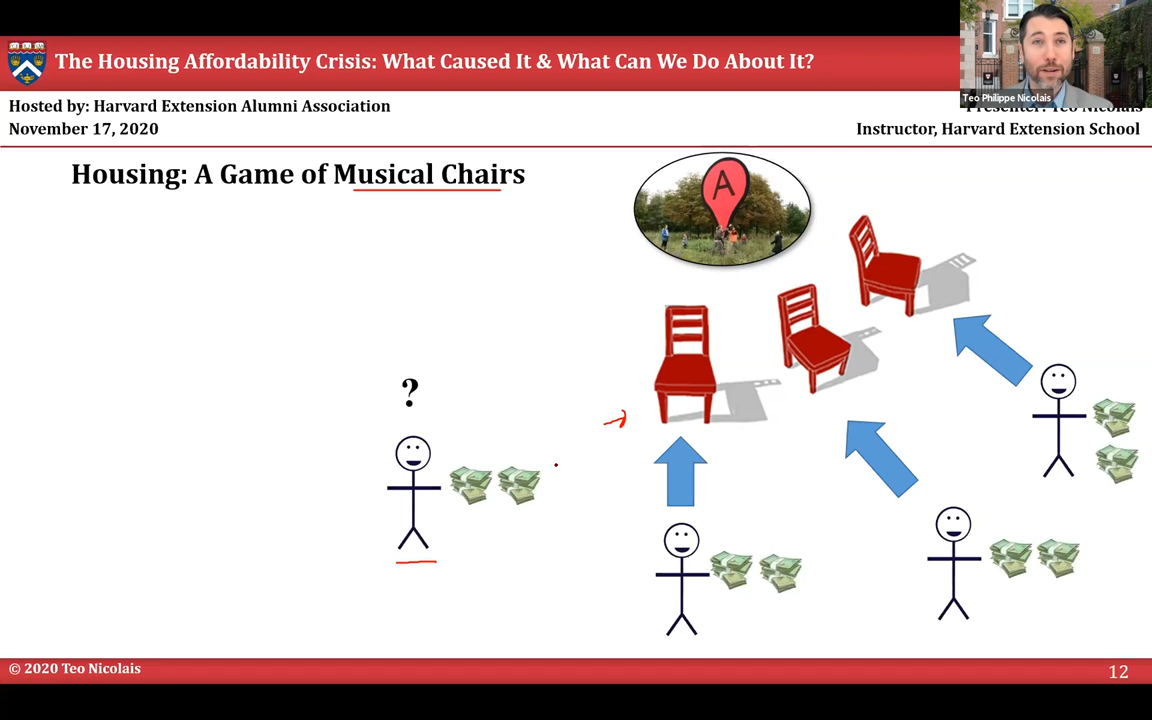 The Housing Affordability Crisis: What Caused It & What Can We Do About It?
Teo Philippe Nicolais
Hosted by: Harvard Extension Alumni Association
November 17, 2020
Instructor, Harvard Extension School
Housing: A Game of Musical Chairs
A
?
© 2020 Teo Nicolais
12